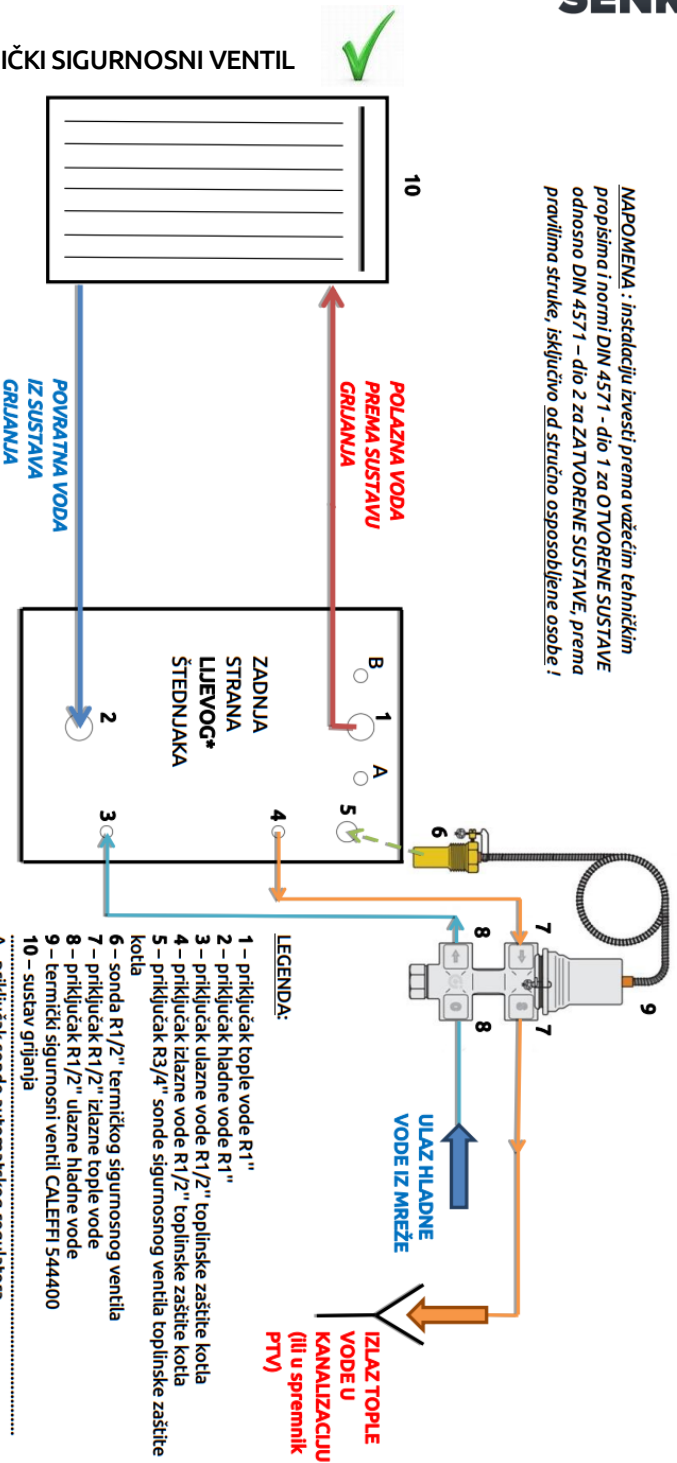 NAPOMENA : instalaciju izvesti prema važećim tehničkim
propisima i normi DIN 4571 - dio 1 za OTVORENE SUSTAVE
odnosno DIN 4571 – dio 2 za ZATVORENE SUSTAVE, prema
pravilima struke, isključivo od stručno osposobljene osobe !
IČKI SIGURNOSNI VENTIL
10
POLAZNA VODA
PREMA SUSTAVU
GRIJANJA
POVRATNA VODA
IZ SUSTAVA
GRIJANJA
B
1
A
5
ZADNJA
STRANA
LIJEVOG*
ŠTEDNJAKA
2
4
3
6
9
7
7
8
8
ULAZ HLADNE
VODE IZ MREŽE
IZLAZ TOPLE
VODE U
KANALIZACIJU
(ili u spremnik
PTV)
LEGENDA:
1 – priključak tople vode R1"
2 – priključak hladne vode R1"
3 – priključak ulazne vode R1/2" toplinske zaštite kotla
4 – priključak izlazne vode R1/2" toplinske zaštite kotla
5 – priključak R3/4" sonde sigurnosnog ventila toplinske zaštite
kotla
6 – sonda R1/2" termičkog sigurnosnog ventila
7 – priključak R1/2" izlazne tople vode
8 – priključak R1/2" ulazne hladne vode
9 – termički sigurnosni ventil CALEFFI 544400
10 – sustav grijanja